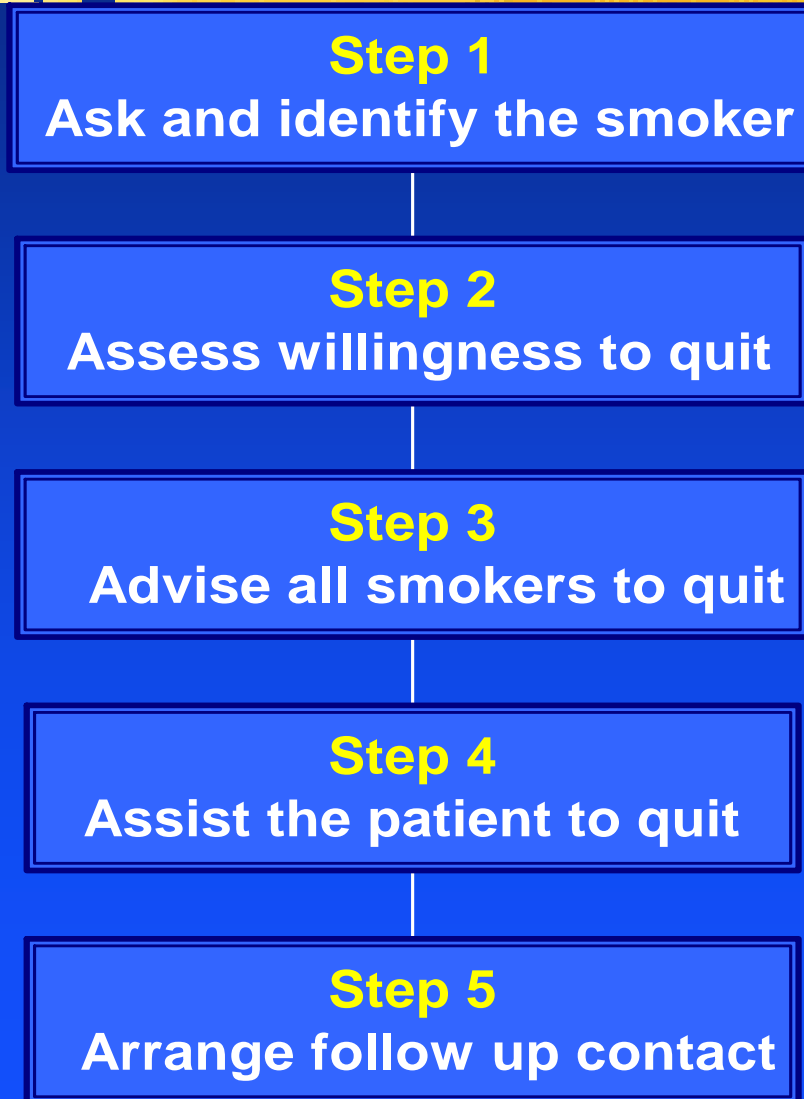 Step 1
Ask and identify the smoker
Step 2
Assess willingness to quit
Step 3
Advise all smokers to quit
Step 4
Assist the patient to quit
Step 5
Arrange follow up contact